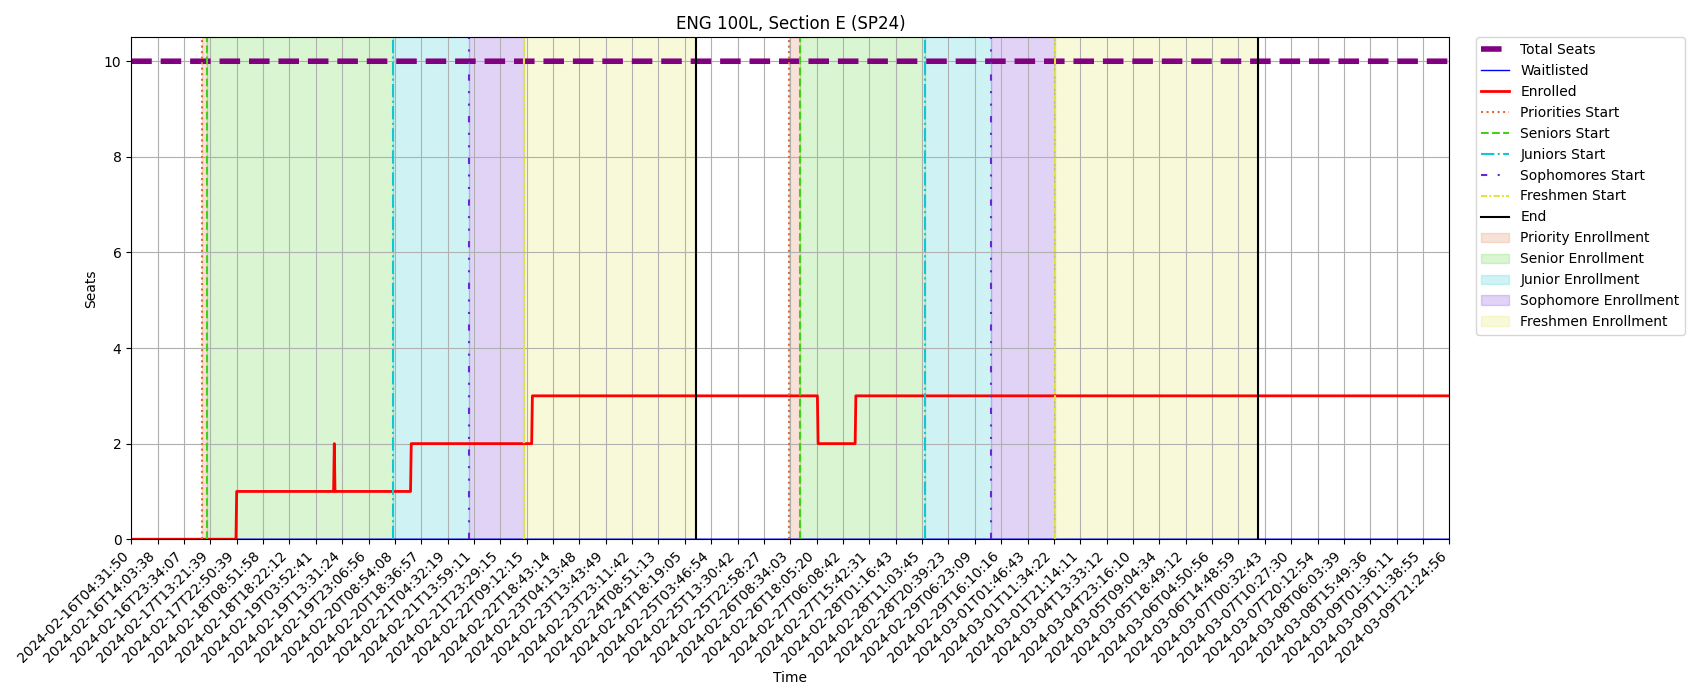 ENG 100L, Section E (SP24)
Seats
10
8
6
4
2
0
2024-02-16T04:31:50
2024-02-16T14:03:38
2024-02-16T23:34:07
2024-02-17T13:21:39
2024-02-17T22:50:39
2024-02-18T08:51:58
2024-02-18T18:22:12
2024-02-19T03:52:41
2024-02-19T13:31:24
2024-02-19T23:06:56
2024-02-20T08:54:08
2024-02-20T18:36:57
2024-02-21T04:32:19
2024-02-21T13:59:11
2024-02-21T23:29:15
2024-02-22T09:12:15
2024-02-22T18:43:14
2024-02-23T04:13:48
2024-02-23T13:43:49
2024-02-23T23:11:42
2024-02-24T08:51:13
2024-02-24T18:19:05
2024-02-25T03:46:54
2024-02-25T13:30:42
2024-02-25T22:58:27
2024-02-26T08:34:03
2024-02-26T18:05:20
2024-02-27T06:08:42
2024-02-27T15:42:31
2024-02-28T01:16:43
2024-02-28T11:03:45
2024-02-28T20:39:23
2024-02-29T06:23:09
2024-02-29T16:10:16
2024-03-01T01:46:43
2024-03-01T11:34:22
2024-03-01T21:14:11
2024-03-04T13:33:12
2024-03-04T23:16:10
2024-03-05T09:04:34
2024-03-05T18:49:12
2024-03-06T04:50:56
2024-03-06T14:48:59
2024-03-07T00:32:43
2024-03-07T10:27:30
2024-03-07T20:12:54
2024-03-08T06:03:39
2024-03-08T15:49:36
2024-03-09T01:36:11
2024-03-09T11:38:55
2024-03-09T21:24:56
Time
Total Seats
Waitlisted
Enrolled
Priorities Start
Seniors Start
Juniors Start
Sophomores Start
Freshmen Start
End
Priority Enrollment
Senior Enrollment
Junior Enrollment
Sophomore Enrollment
Freshmen Enrollment